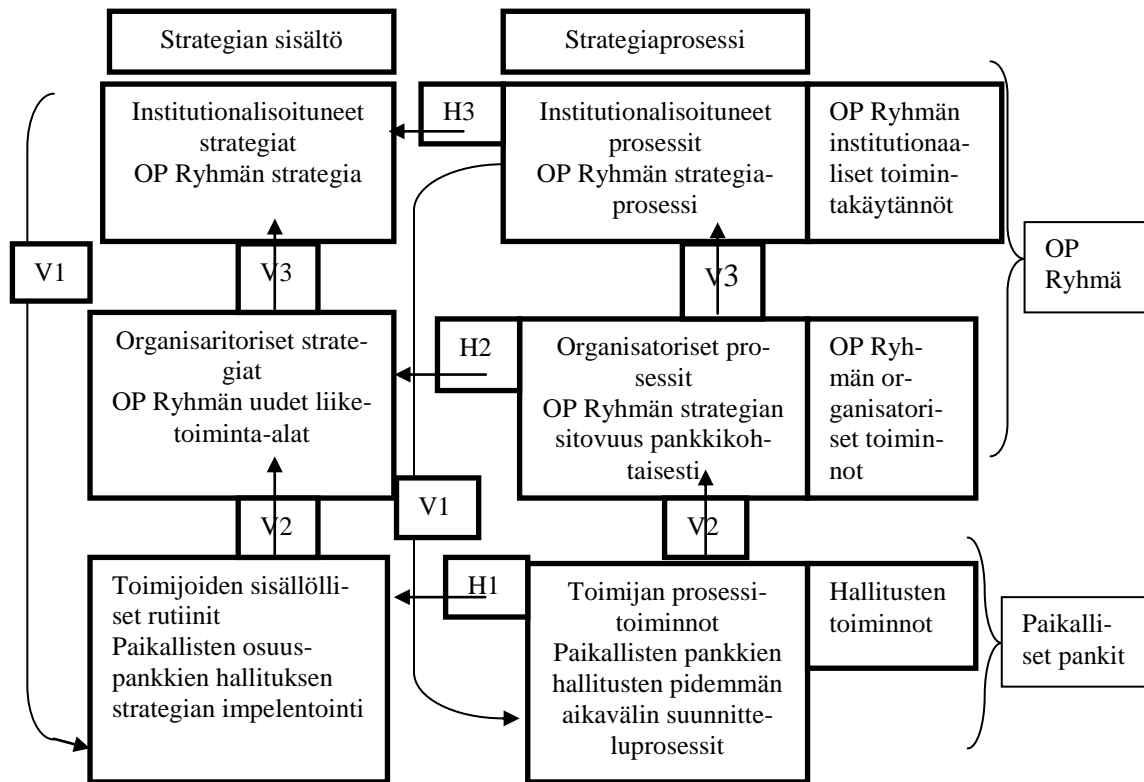 Strategian sisältö
Strategiaprosessi
Institutionalisoituneet
strategiat
OP Ryhmän strategia
H3
Institutionalisoituneet
prosessit
OP Ryhmän strategia-
prosessi
OP Ryhmän
institutionaa-
liset toimin-
takäytännöt
V1
V3
V3
OP
Ryhmä
Organisaritoriset strate-
giat
OP Ryhmän uudet liike-
toiminta-alat
H2
Organisatoriset pro-
sessit
OP Ryhmän strategian
sitovuus pankkikoh-
taisesti
OP Ryh-
män or-
ganisatori-
set toimin-
not
V2
V1
V2
Toimijoiden sisällölli-
set rutiinit
Paikallisten osuus-
pankkien hallituksen
strategian impelentointi
H1
Toimijan prosessi-
toiminnot
Paikallisten pankkien
hallitusten pidemmän
aikavälin suunnitte-
luprosessit
Hallitusten
toiminnot
Paikalli-
set pankit